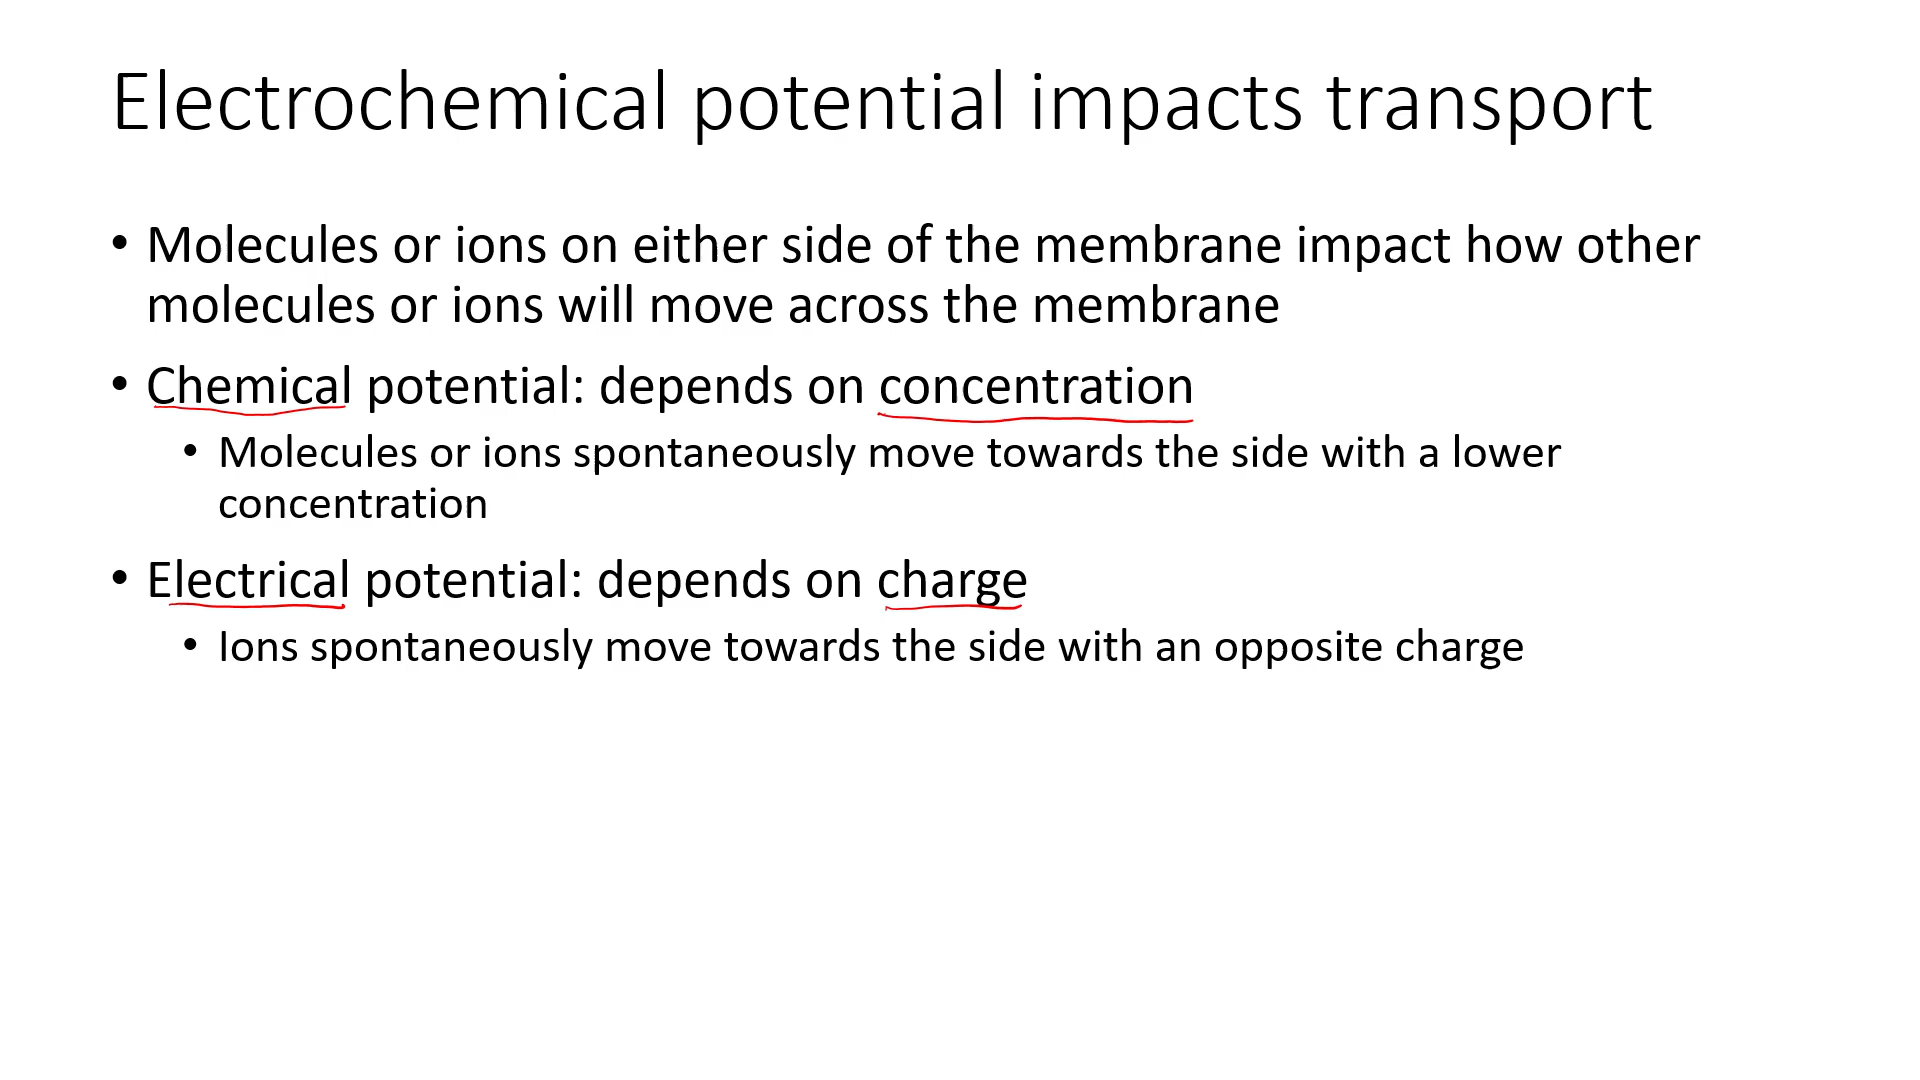 Electrochemical potential impacts transport
• Molecules or ions on either side of the membrane impact how other
molecules or ions will move across the membrane
• Chemical potential: depends on concentration
• Molecules or ions spontaneously move towards the side with a lower
concentration
• Electrical potential: depends on charge
• Ions spontaneously move towards the side with an opposite charge